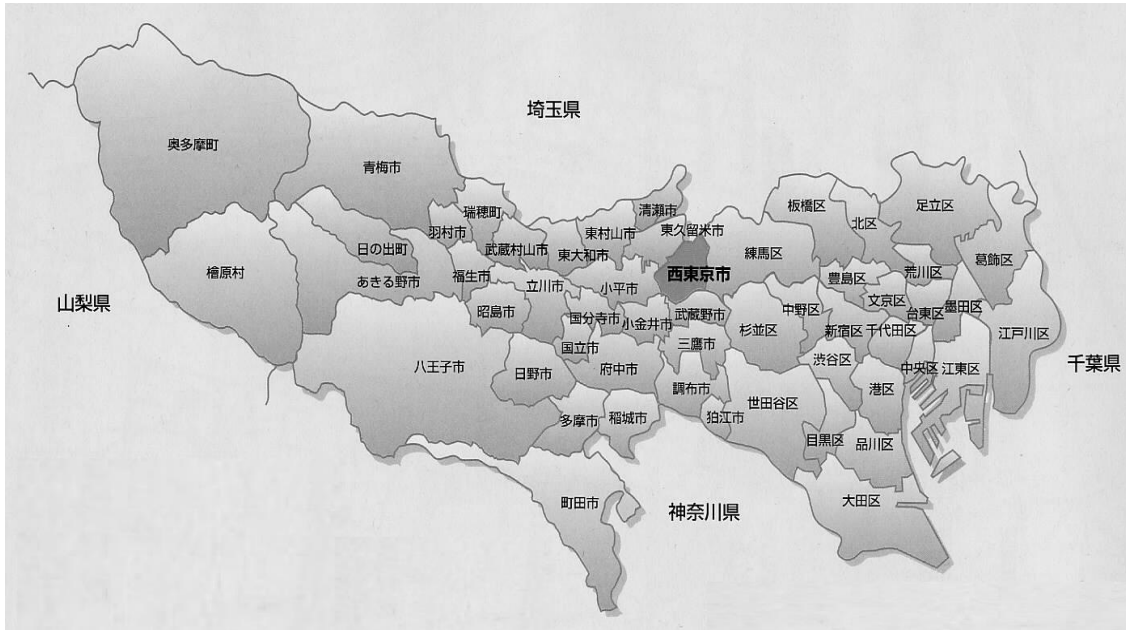 埼玉県
奥多摩町
青梅市
瑞穂町
羽村市
武蔵村山市
東大和市
東村山市
清瀬市
東久留米市
西東京市
板橋区
北区
足立区
葛飾区
練馬区
日の出町
あきる野市
檜原村
福生市
立川市
小平市
豊島区
荒川区
文京区
台東区
墨田区
江戸川区
山梨県
昭島市
国分寺市
小金井市
武蔵野市
杉並区
中野区
新宿区
千代田区
三鷹市
国立市
八王子市
日野市
府中市
渋谷区
中央区
江東区
千葉県
調布市
港区
世田谷区
狛江市
多摩市
稲城市
目黒区
品川区
町田市
神奈川県
大田区